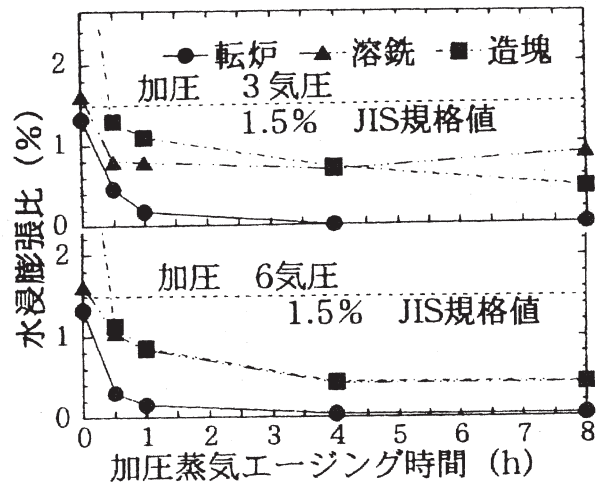 転炉 溶銑 造塊
加圧 3気圧
1.5% JIS規格値
2
1
0
加圧 6気圧
1.5% JIS規格値
2
1
0
水浸膨張比(%)
0 1 2 3 4 5 6 7 8
加圧蒸気エージング時間(h)